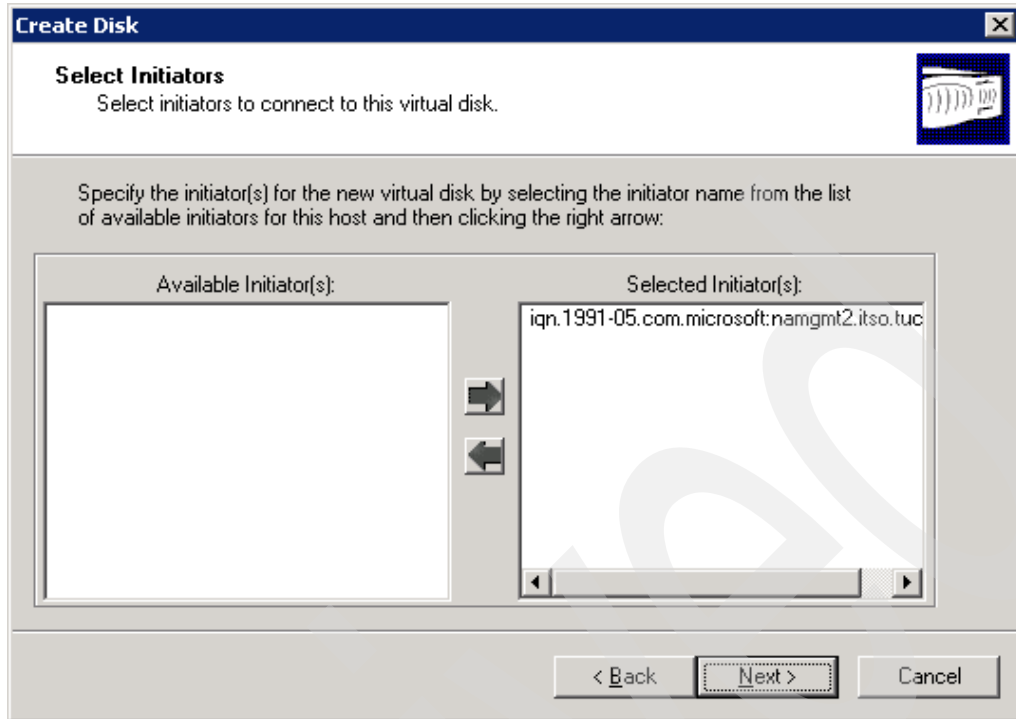 Create Disk
Select Initiators
Select initiators to connect to this virtual disk.
Specify the initiator(s) for the new virtual disk by selecting the initiator name from the list
of available initiators for this host and then clicking the right arrow:
Available Initiator(s):
Selected Initiator(s):
iqn.1991-05.com.microsoft:namgmt2.itso.tuc
< Back
Next >
Cancel